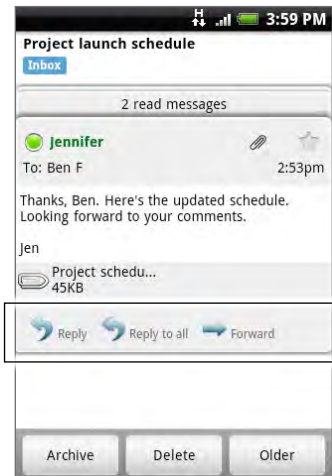 H 3:59 PM
Project launch schedule
Inbox
2 read messages
Jennifer
To: Ben F 2:53pm
Thanks, Ben. Here's the updated schedule.
Looking forward to your comments.
Jen
Project schedu...
45KB
Reply Reply to all Forward
Archive Delete Older